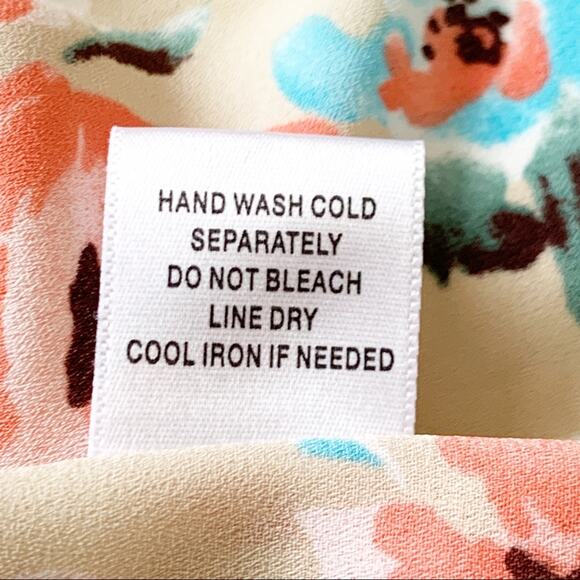 HAND WASH COLD
SEPARATELY
DO NOT BLEACH
LINE DRY
COOL IRON IF NEEDED